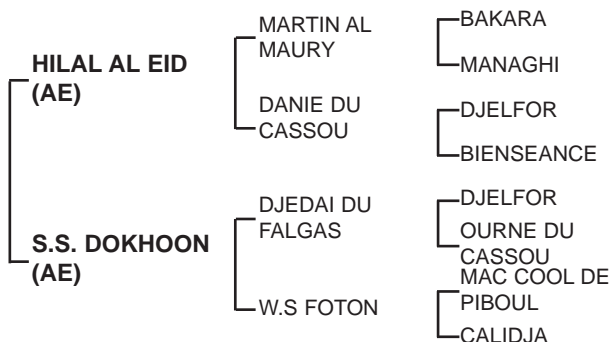 HILAL AL EID
(AE)
S.S. DOKHOON
(AE)
MARTIN AL
MAURY
DANIE DU
CASSOU
DJEDAI DU
FALGAS
W.S FOTON
BAKARA
MANAGHI
DJELFOR
BIENSEANCE
DJELFOR
OURNE DU
CASSOU
MAC COOL DE
PIBOUL
CALIDJA